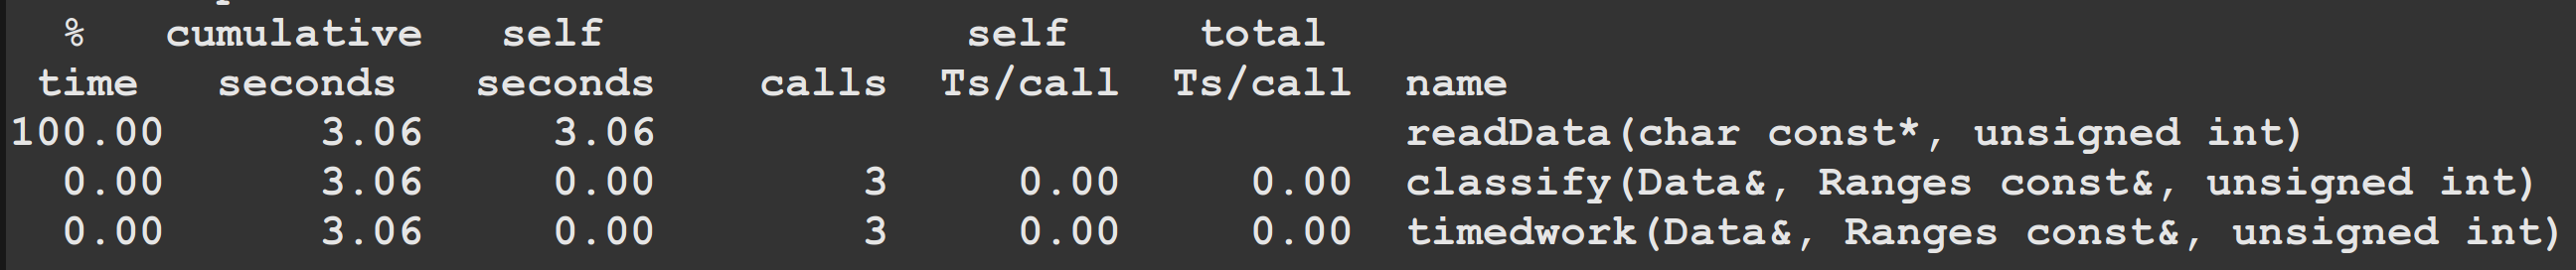 %   cumulative   self              self     total
time   seconds   seconds    calls  Ts/call  Ts/call  name
100.00      3.06     3.06                             readData(char const*, unsigned int)
0.00      3.06     0.00        3     0.00     0.00  classify(Data&, Ranges const&, unsigned int)
0.00      3.06     0.00        3     0.00     0.00  timedwork(Data&, Ranges const&, unsigned int)